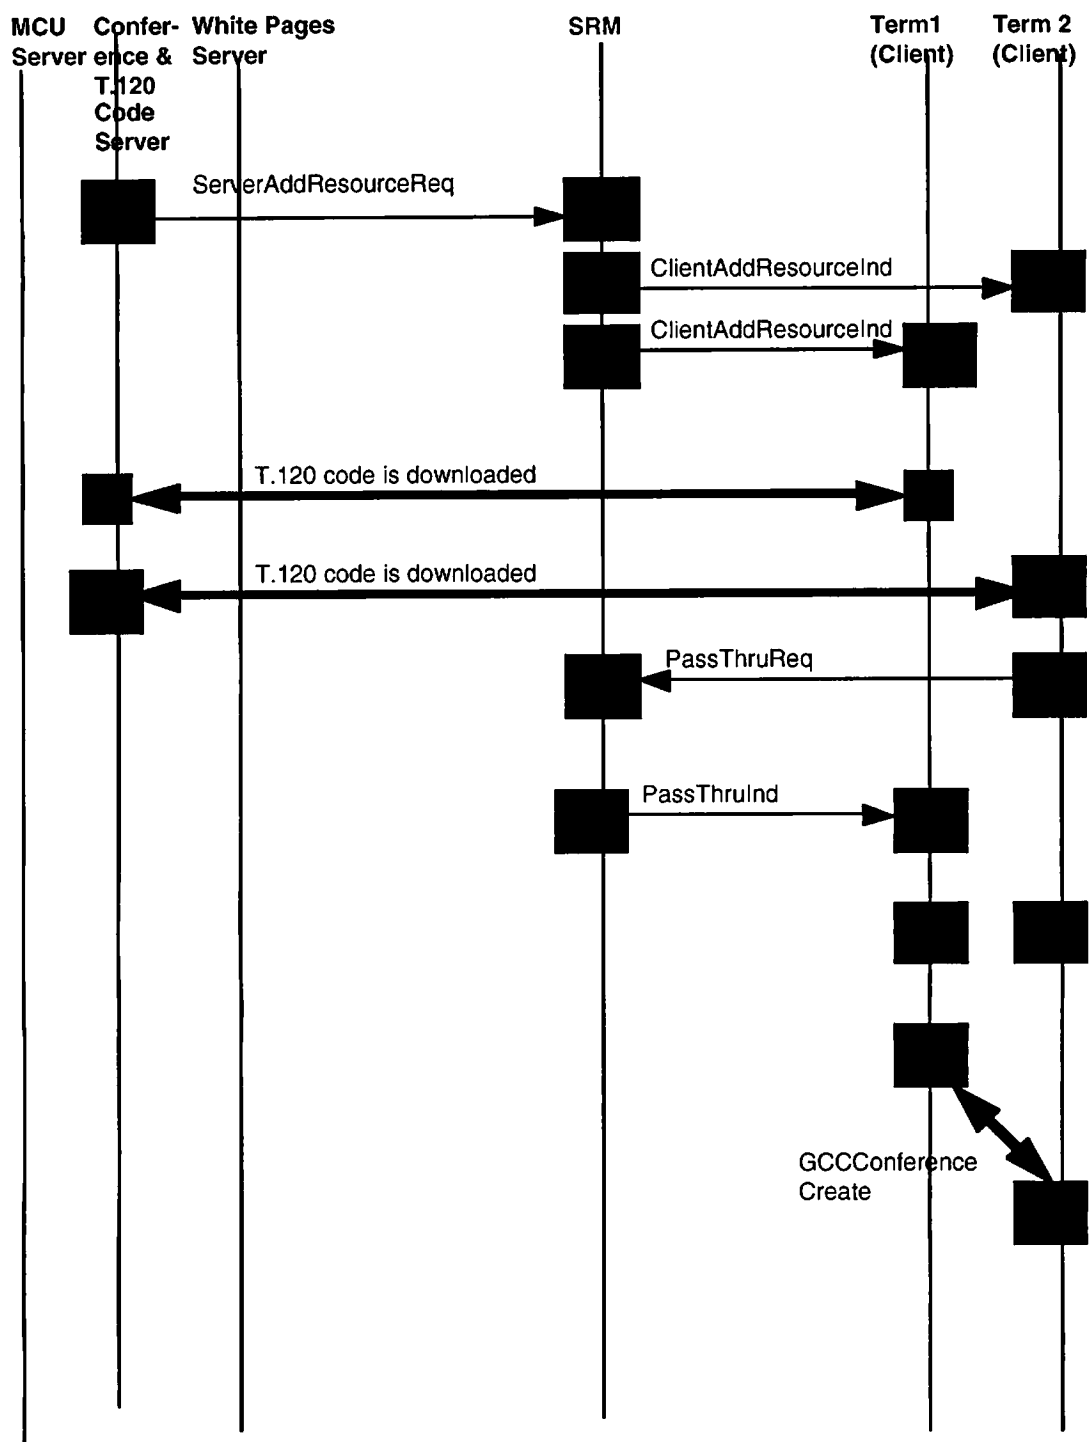 MCU Confer- White Pages SRM Term1 Term 2
Server ence & Server (Client) (Client)
T.120
Code
Server
ServerAddResourceReq
ClientAddResourceInd
ClientAddResourceInd
T.120 code is downloaded
T.120 code is downloaded
PassThruReq
PassThruInd
GCCConference
Create